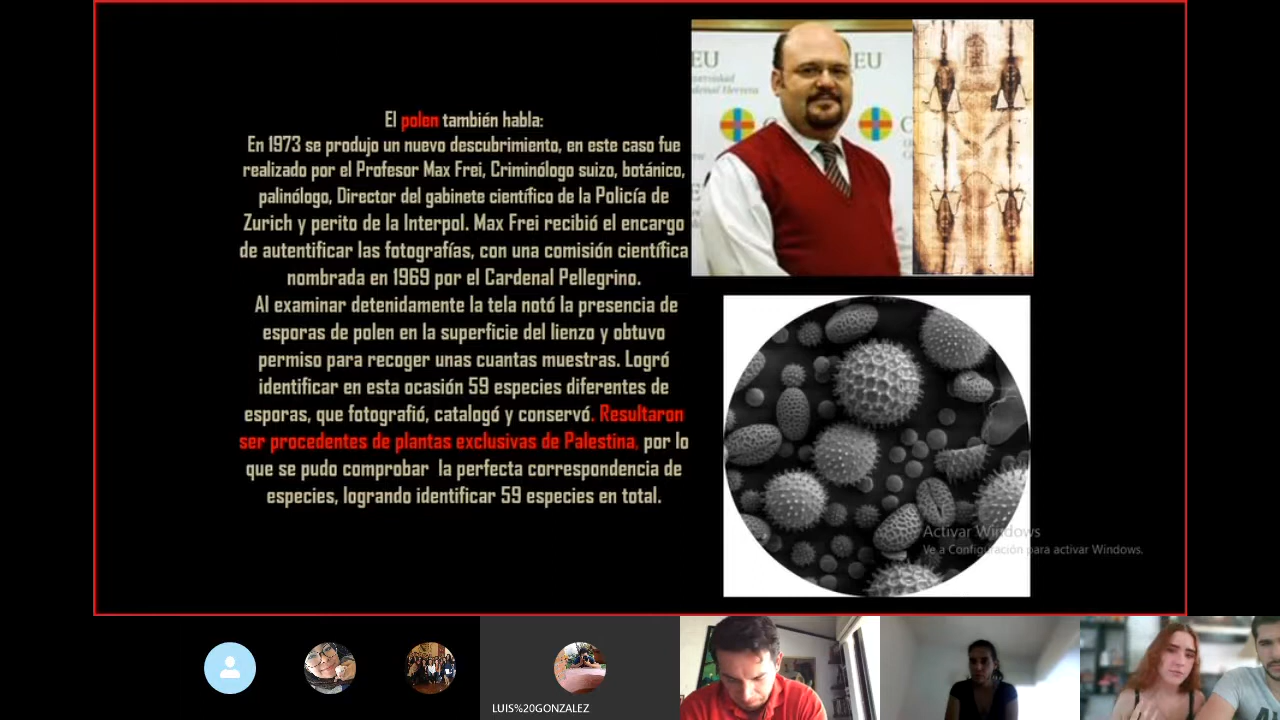 El polen también habla:
En 1973 se produjo un nuevo descubrimiento, en este caso fue
realizado por el Profesor Max Frei, Criminólogo suizo, botánico,
palinólogo, Director del gabinete científico de la Policía de
Zurich y perito de la Interpol. Max Frei recibió el encargo
de autentificar las fotografías, con una comisión científica
nombrada en 1969 por el Cardenal Pellegrino.
Al examinar detenidamente la tela notó la presencia de
esporas de polen en la superficie del lienzo y obtuvo
permiso para recoger unas cuantas muestras. Logró
identificar en esta ocasión 59 especies diferentes de
esporas, que fotografió, catalogó y conservó. Resultaron
ser procedentes de plantas exclusivas de Palestina, por lo
que se pudo comprobar la perfecta correspondencia de
especies, logrando identificar 59 especies en total.
EU
EU
Activar Windows
Ve a Configuración para activar Windows.
LUIS%20GONZALEZ